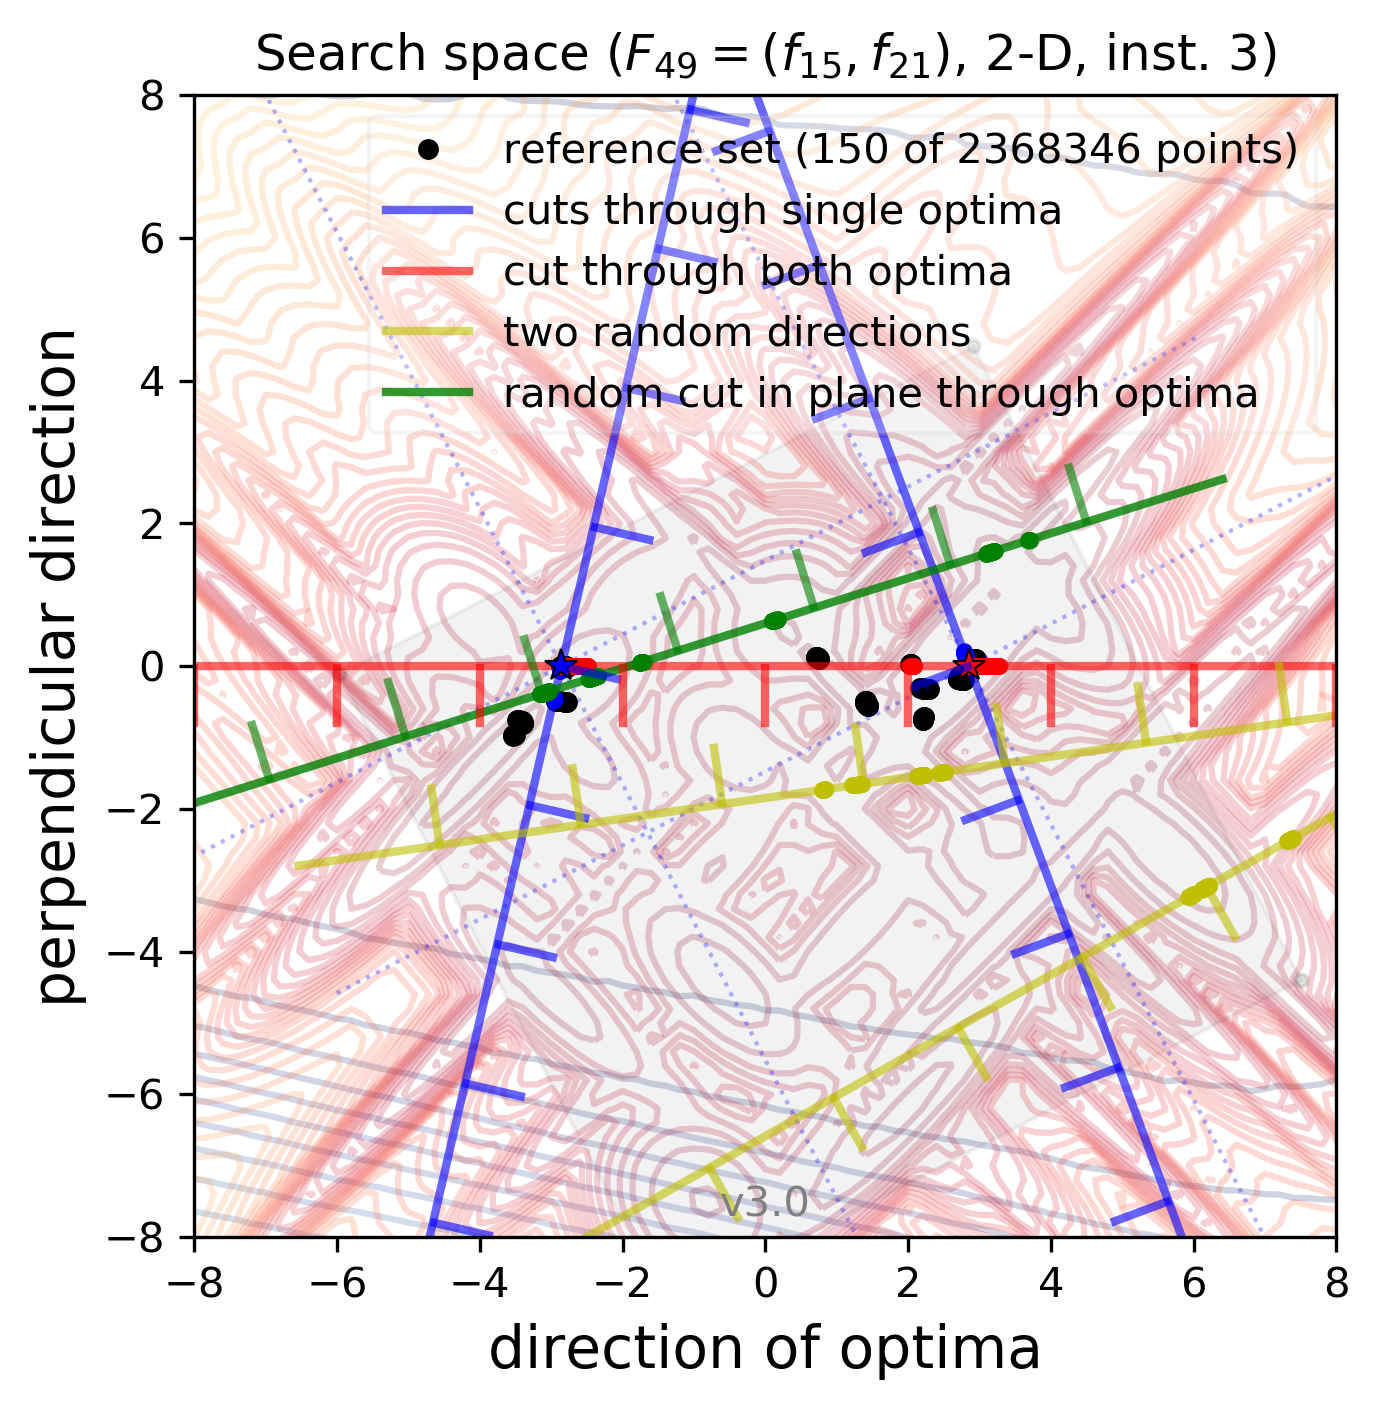 Search space (F49 = (f15, f21), 2-D, inst. 3)
reference set (150 of 2368346 points)
cuts through single optima
cut through both optima
two random directions
random cut in plane through optima
perpendicular direction
8
6
4
2
0
−2
−4
−6
−8
v3.0
−8 −6 −4 −2 0 2 4 6 8
direction of optima